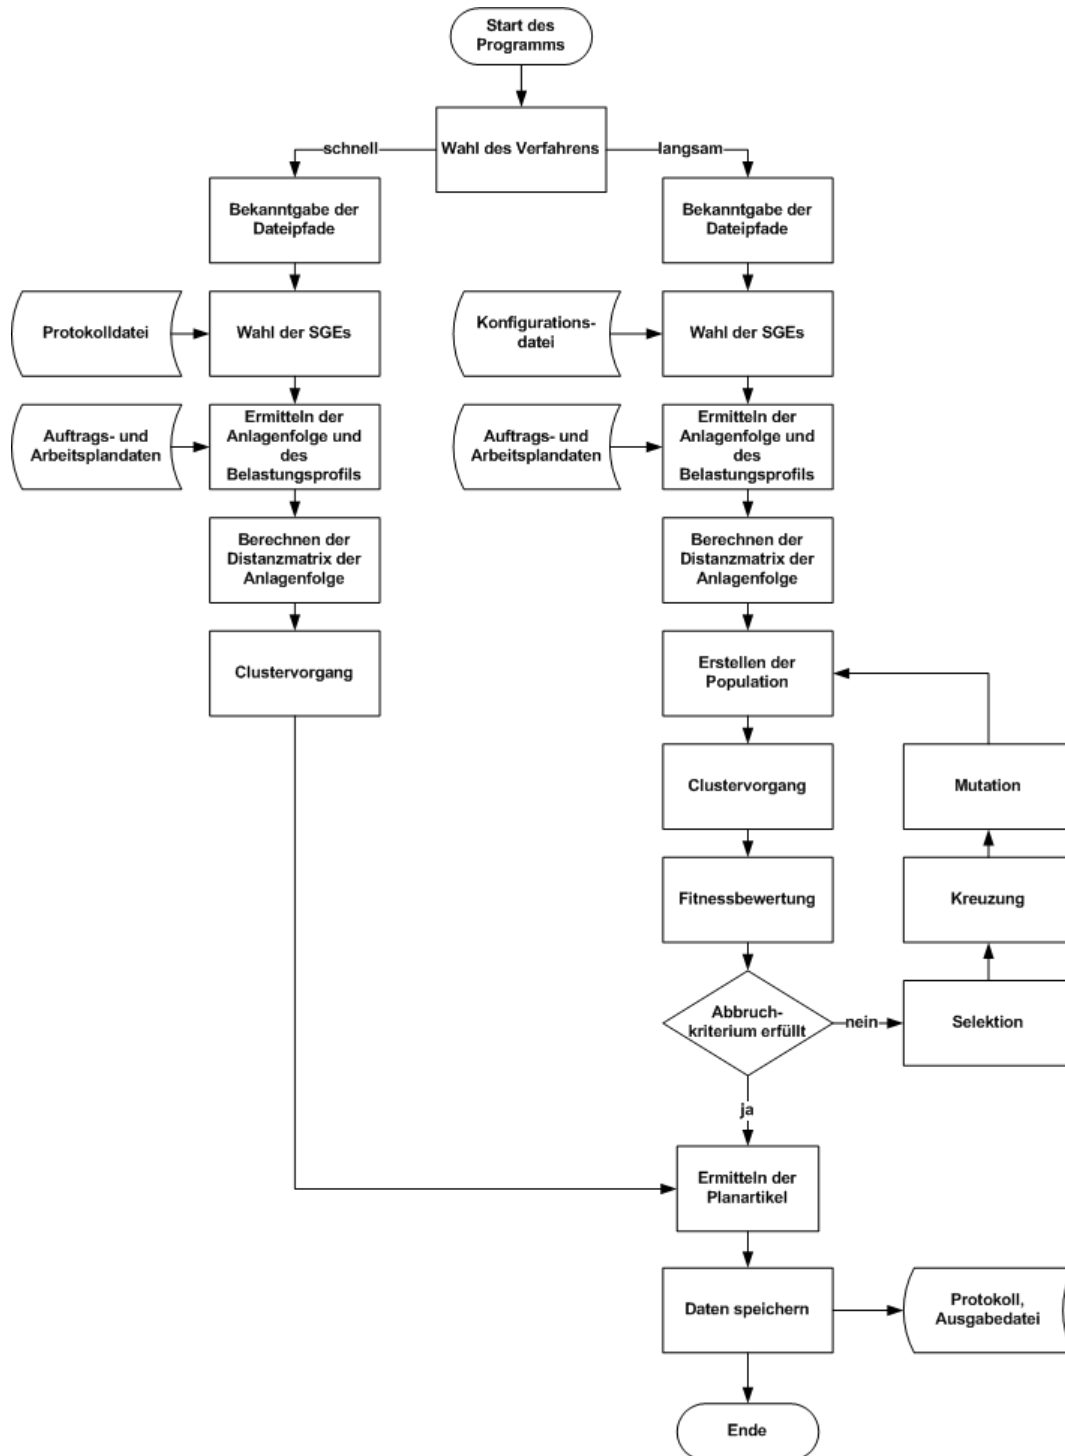 Start des
Programms
Wahl des Verfahrens
schnell
langsam
Bekanntgabe der
Dateipfade
Bekanntgabe der
Dateipfade
Protokolldatei
Wahl der SGEs
Konfigurations-
datei
Wahl der SGEs
Auftrags- und
Arbeitsplandaten
Ermitteln der
Anlagenfolge und
des
Belastungsprofils
Auftrags- und
Arbeitsplandaten
Ermitteln der
Anlagenfolge und
des
Belastungsprofils
Berechnen der
Distanzmatrix der
Anlagenfolge
Berechnen der
Distanzmatrix der
Anlagenfolge
Clustervorgang
Erstellen der
Population
Clustervorgang
Mutation
Fitnessbewertung
Kreuzung
Abbruch-
kriterium erfüllt
nein
Selektion
ja
Ermitteln der
Planartikel
Daten speichern
Protokoll,
Ausgabedatei
Ende